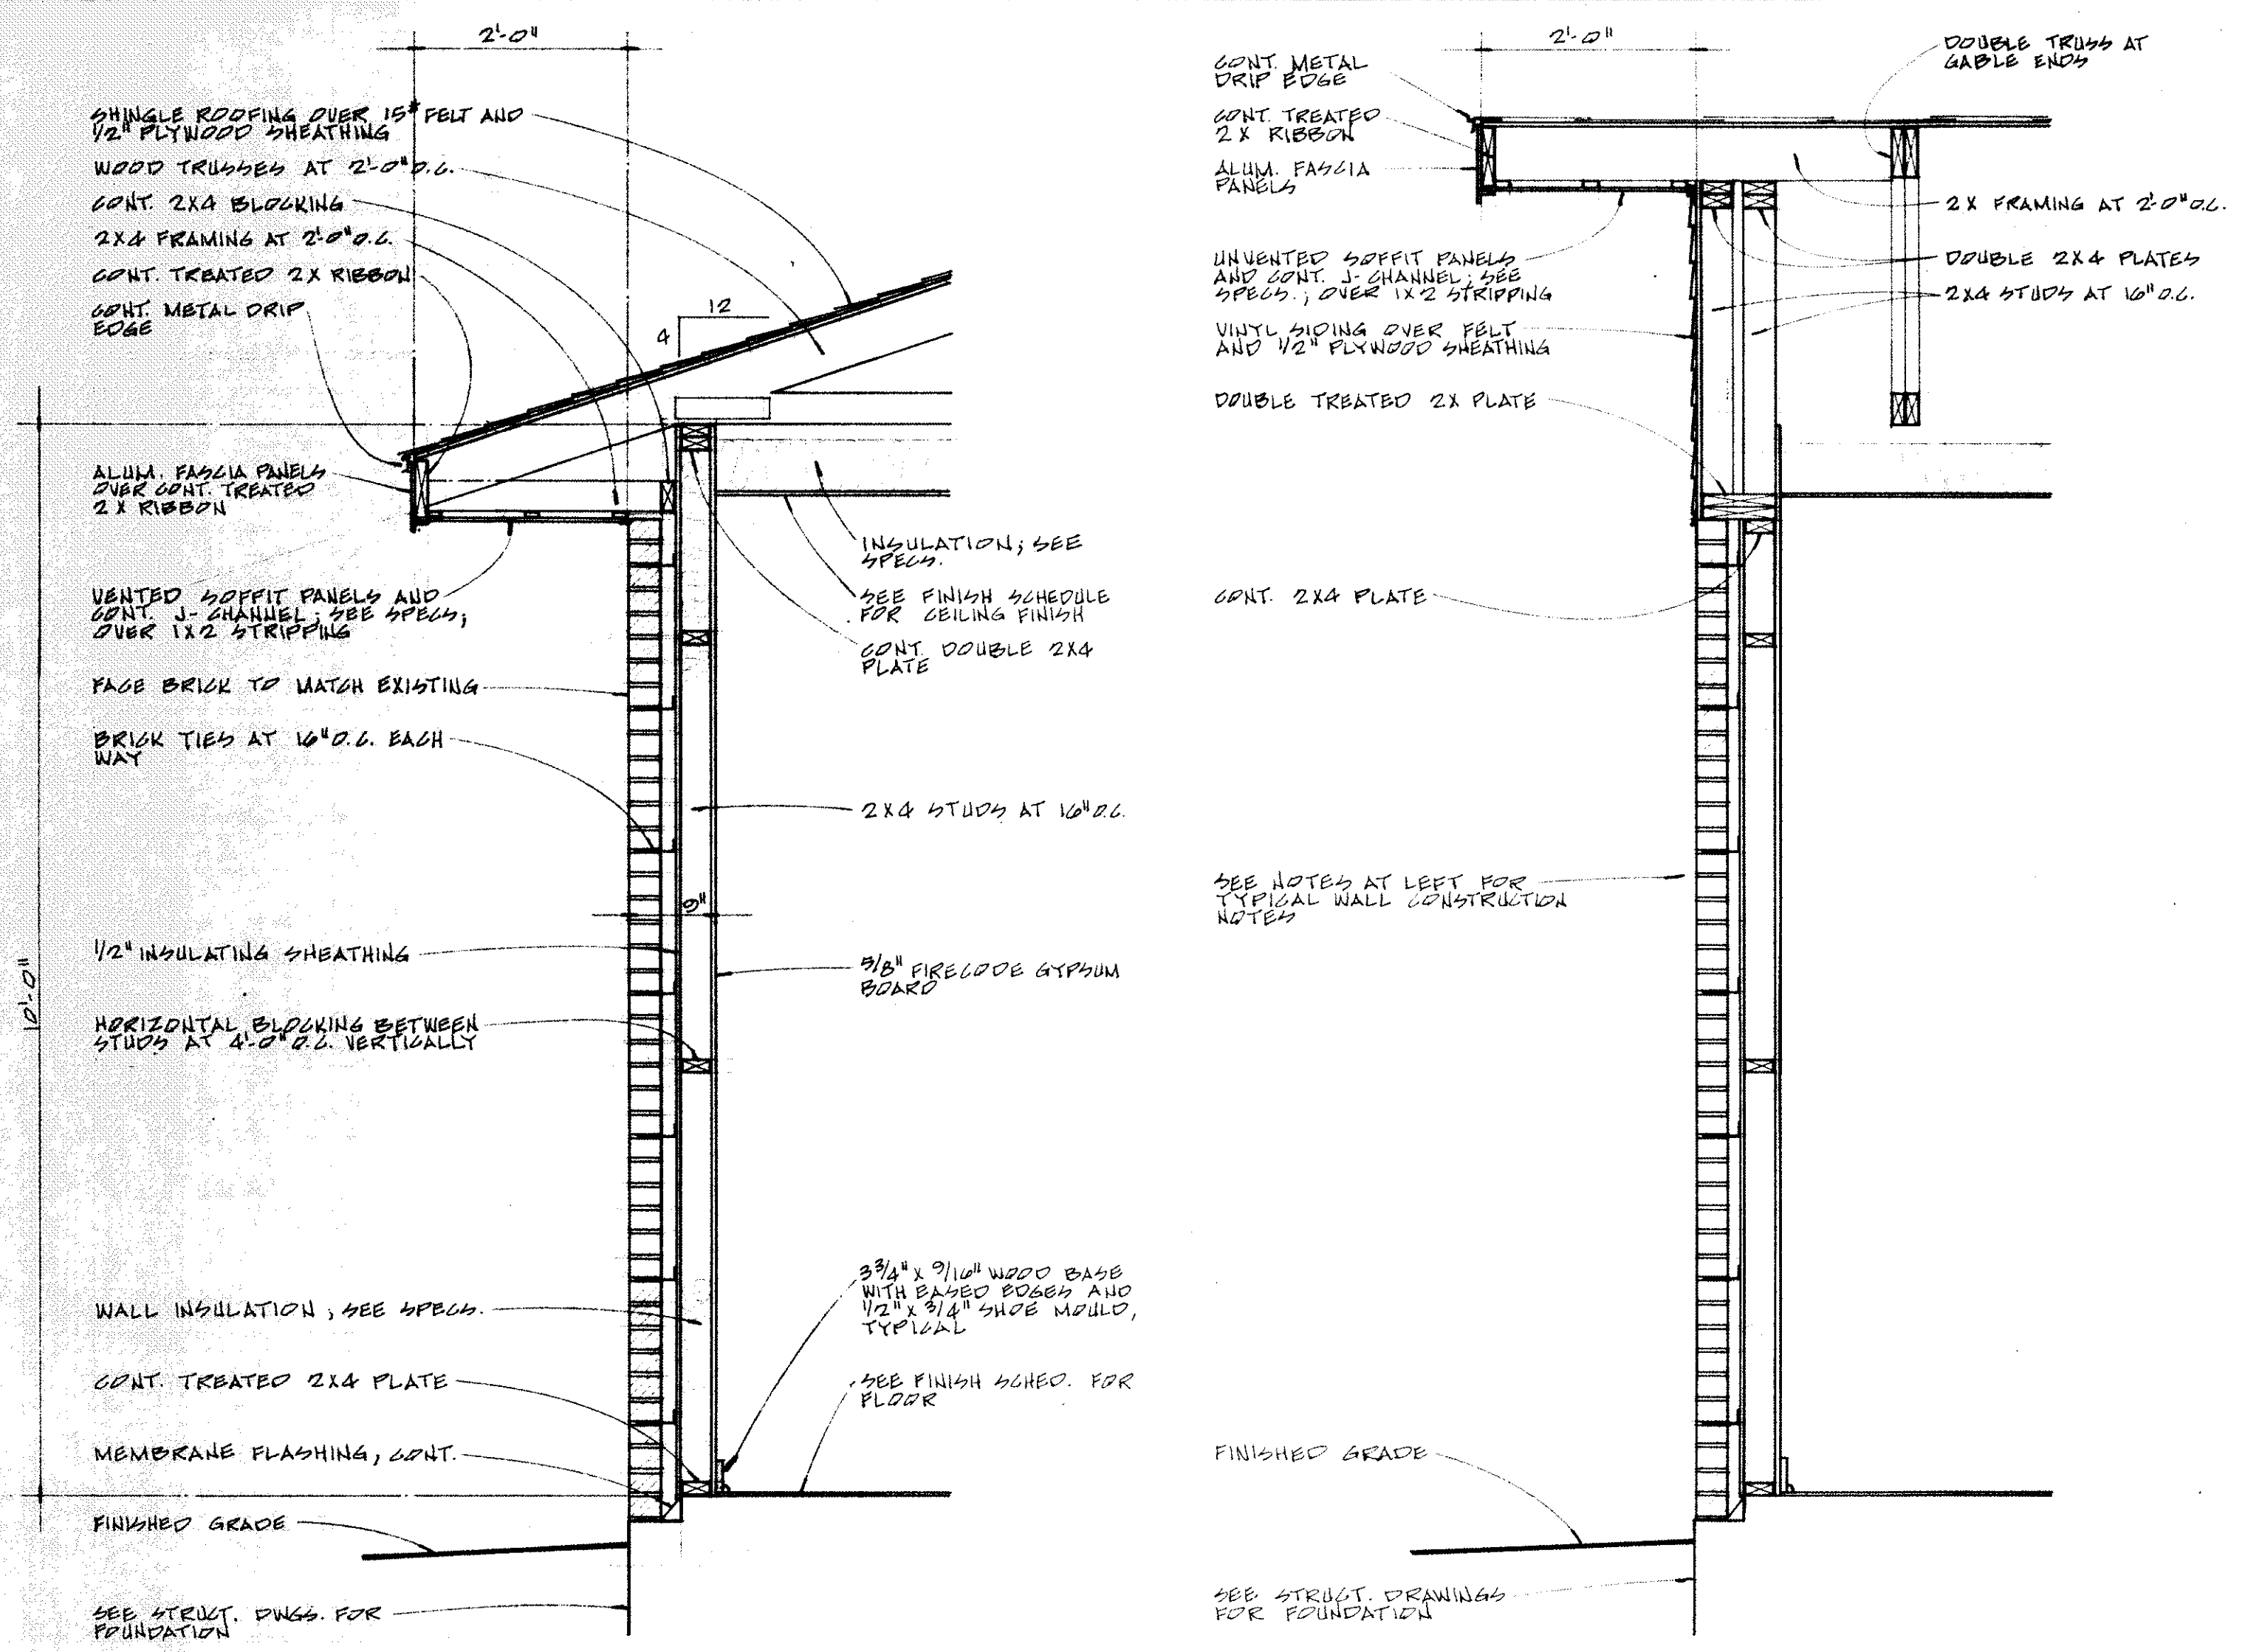 2'-0"
SHINGLE ROOFING OVER 15# FELT AND
1/2" PLYWOOD SHEATHING
WOOD TRUSSES AT 2'-0" O.C.
CONT. 2X4 BLOCKING
2X4 FRAMING AT 2'-0" O.C.
CONT. TREATED 2X RIBBON
CONT. METAL DRIP
EDGE
12
4
ALUM. FASCIA PANELS
OVER CONT. TREATED
2 X RIBBON
VENTED SOFFIT PANELS AND
CONT. J-CHANNEL; SEE SPECS;
OVER 1X2 STRIPPING
FACE BRICK TO MATCH EXISTING
BRICK TIES AT 16" O.C. EACH
WAY
10'-0"
1/2" INSULATING SHEATHING
HORIZONTAL BLOCKING BETWEEN
STUDS AT 4'-0" O.C. VERTICALLY
WALL INSULATION; SEE SPECS.
CONT. TREATED 2X4 PLATE
MEMBRANE FLASHING, CONT.
FINISHED GRADE
SEE STRUCT. DWGS. FOR
FOUNDATION
INSULATION; SEE
SPECS.
SEE FINISH SCHEDULE
FOR CEILING FINISH
CONT. DOUBLE 2X4
PLATE
2X4 STUDS AT 16" O.C.
9"
5/8" FIRECODE GYPSUM
BOARD
3 3/4" X 9/16" WOOD BASE
WITH EASED EDGES AND
1/2" X 3/4" SHOE MOULD,
TYPICAL
SEE FINISH SCHED. FOR
FLOOR
2'-0"
CONT. METAL
DRIP EDGE
CONT. TREATED
2 X RIBBON
ALUM. FASCIA
PANELS
UNVENTED SOFFIT PANELS
AND CONT. J-CHANNEL; SEE
SPECS.; OVER 1X2 STRIPPING
VINYL SIDING OVER FELT
AND 1/2" PLYWOOD SHEATHING
DOUBLE TREATED 2X PLATE
CONT. 2X4 PLATE
SEE NOTES AT LEFT FOR
TYPICAL WALL CONSTRUCTION
NOTES
FINISHED GRADE
SEE STRUCT. DRAWINGS
FOR FOUNDATION
DOUBLE TRUSS AT
GABLE ENDS
2 X FRAMING AT 2'-0" O.C.
DOUBLE 2X4 PLATES
2X4 STUDS AT 16" O.C.